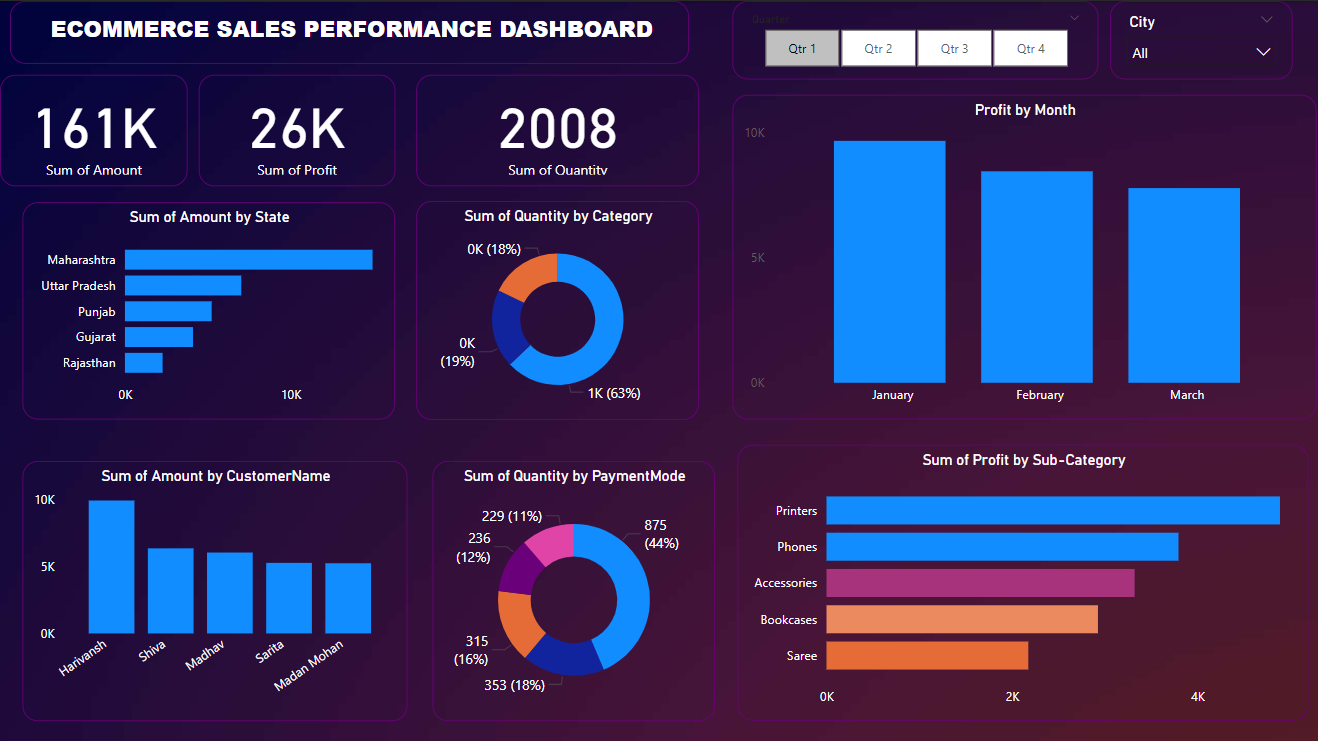 ECOMMERCE SALES PERFORMANCE DASHBOARD
Quarter
Qtr 1
Qtr 2
Qtr 3
Qtr 4
City
All
161K
Sum of Amount
26K
Sum of Profit
2008
Sum of Quantity
Profit by Month
10K
5K
0K
January
February
March
Sum of Amount by State
Maharashtra
Uttar Pradesh
Punjab
Gujarat
Rajasthan
0K
10K
Sum of Quantity by Category
0K (18%)
0K
(19%)
1K (63%)
Sum of Amount by CustomerName
10K
5K
0K
Harivansh
Shiva
Madhav
Sarita
Madan Mohan
Sum of Quantity by PaymentMode
229 (11%)
236
(12%)
315
(16%)
353 (18%)
875
(44%)
Sum of Profit by Sub-Category
Printers
Phones
Accessories
Bookcases
Saree
0K
2K
4K